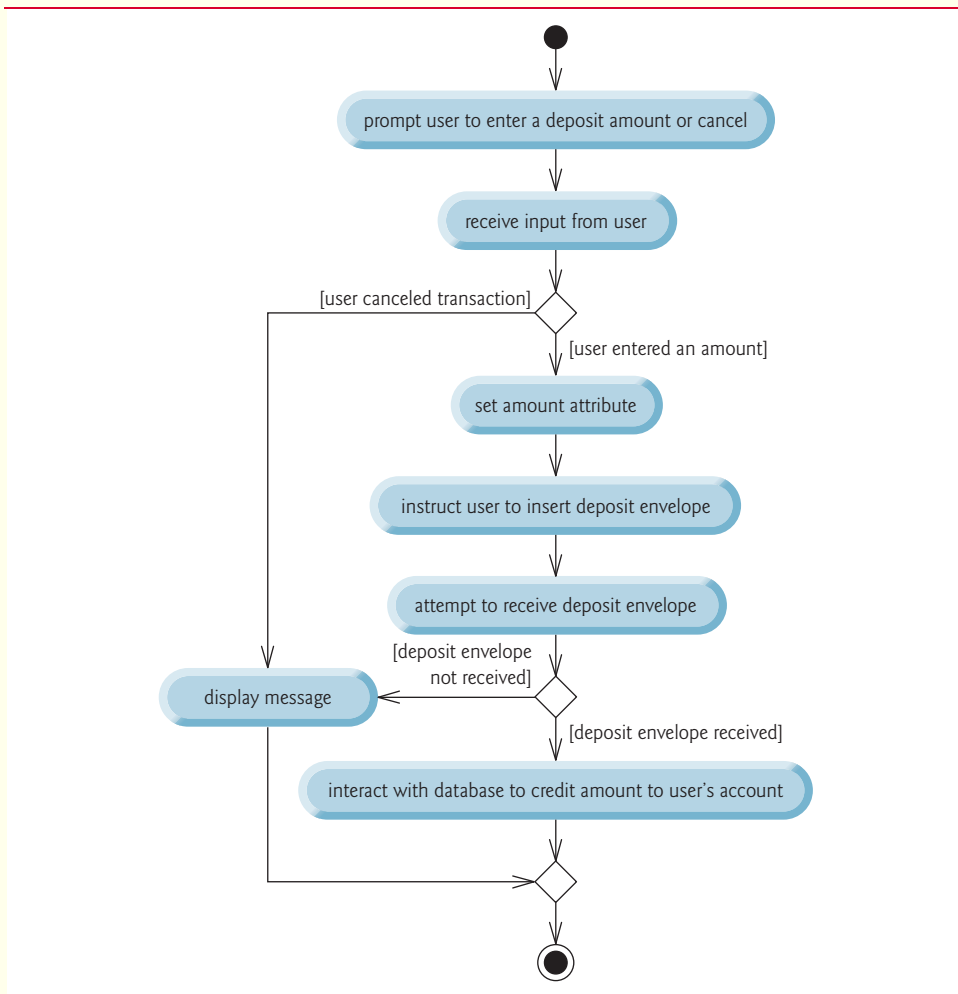 prompt user to enter a deposit amount or cancel
receive input from user
[user canceled transaction]
[user entered an amount]
set amount attribute
instruct user to insert deposit envelope
attempt to receive deposit envelope
[deposit envelope
not received]
display message
[deposit envelope received]
interact with database to credit amount to user’s account